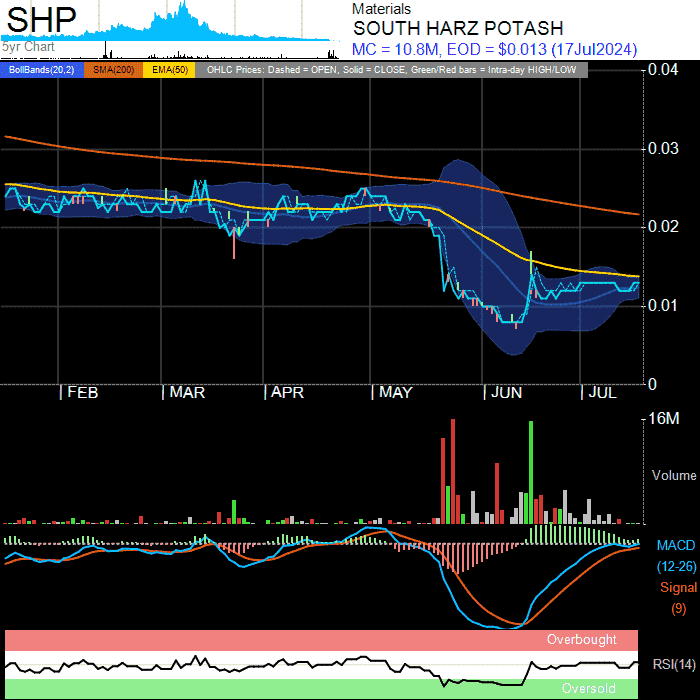 SHP
Materials
SOUTH HARZ POTASH
5yr Chart
MC = 10.8M, EOD = $0.013 (17Jul2024)
BollBands(20,2) SMA(200) EMA(50) OHLC Prices: Dashed = OPEN, Solid = CLOSE, Green/Red bars = Intra-day HIGH/LOW
0.04
0.03
0.02
0.01
0
FEB MAR APR MAY JUN JUL
16M
Volume
MACD
(12-26)
Signal
(9)
Overbought
RSI(14)
Oversold